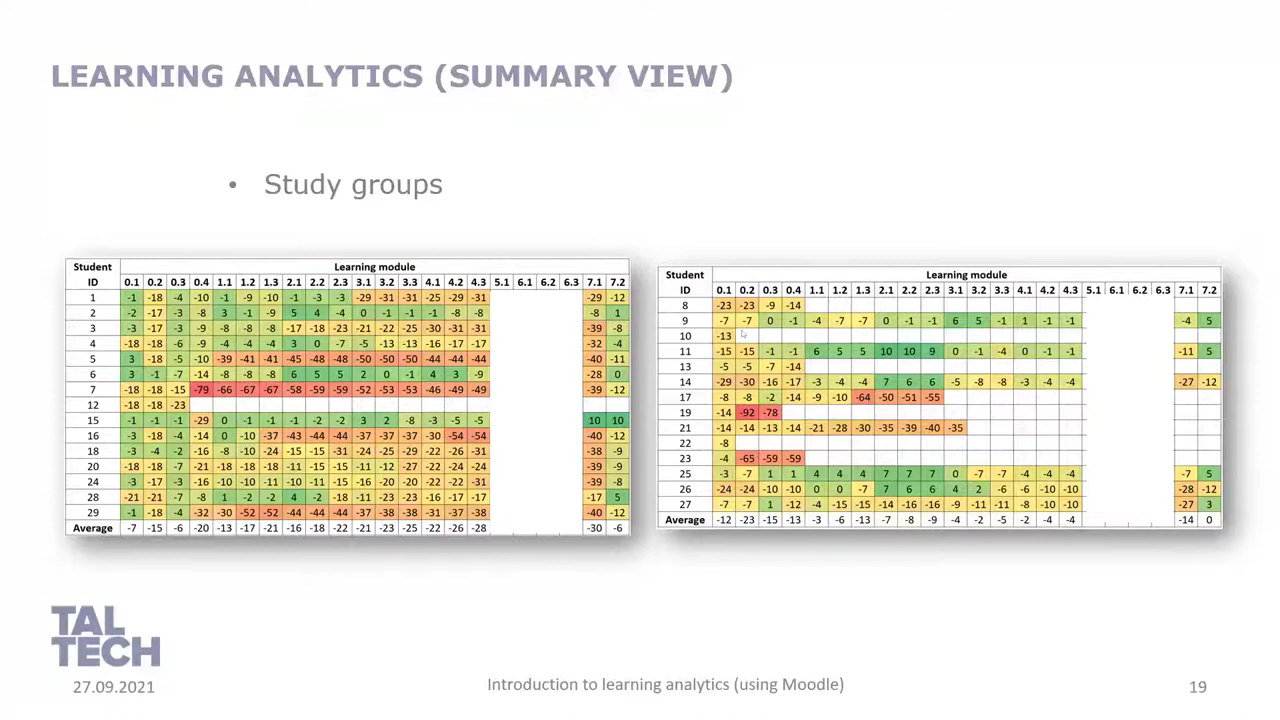 LEARNING ANALYTICS (SUMMARY VIEW)
• Study groups
Student Learning module
ID 0.1 0.2 0.3 0.4 1.1 1.2 1.3 2.1 2.2 2.3 3.1 3.2 3.3 4.1 4.2 4.3 5.1 6.1 6.2 6.3 7.1 7.2
1 -1 -18 -4 -10 -1 -9 -10 -1 -3 -3 -29 -31 -31 -25 -29 -31 -29 -12
2 -2 -17 -3 -8 3 -1 -9 5 4 -4 0 -1 -1 -1 -8 -8 -8 1
3 -3 -17 -3 -9 -8 -8 -8 -17 -18 -23 -21 -22 -25 -30 -31 -31 -39 -8
4 -18 -18 -6 -9 -4 -4 -4 3 0 -7 -5 -13 -13 -16 -17 -17 -32 -4
5 3 -18 -5 -10 -39 -41 -41 -45 -48 -48 -50 -50 -50 -44 -44 -44 -40 -11
6 3 -1 -7 -14 -8 -8 -8 6 5 5 2 0 -1 4 3 -9 -28 0
7 -18 -18 -15 -79 -66 -67 -67 -58 -59 -59 -52 -53 -53 -46 -49 -49 -39 -12
12 -18 -18 -23
15 -1 -1 -1 -29 0 -1 -1 -1 -2 -2 3 2 -8 -3 -5 -5 10 10
16 -3 -18 -4 -14 0 -10 -37 -43 -44 -44 -37 -37 -37 -30 -54 -54 -40 -12
18 -3 -4 -2 -16 -8 -10 -24 -15 -15 -31 -24 -33 -29 -22 -26 -31 -38 -9
20 -18 -18 -7 -21 -18 -18 -18 -11 -15 -15 -11 -12 -27 -22 -24 -24 -39 -9
24 -3 -17 -3 -16 -10 -10 -11 -11 -14 -24 -20 -20 -22 -22 -22 -31 -39 -8
28 -21 -21 -7 -8 -1 -2 -2 4 -2 -18 -11 -23 -23 -16 -17 -17 -17 5
29 -1 -18 -4 -32 -30 -52 -52 -44 -44 -44 -37 -38 -38 -31 -38 -38 -40 -12
Average -7 -15 -6 -20 -13 -17 -21 -16 -18 -22 -21 -23 -25 -22 -26 -28 -30 -6
Student Learning module
ID 0.1 0.2 0.3 0.4 1.1 1.2 1.3 2.1 2.2 2.3 3.1 3.2 3.3 4.1 4.2 4.3 5.1 6.1 6.2 6.3 7.1 7.2
8 -23 -23 -9 -14
9 -7 -7 0 -1 -4 -7 -7 0 -1 -1 6 5 -1 1 -1 -1 -4 5
10 -13
11 -15 -15 -1 -1 6 5 5 10 10 9 0 -1 -4 0 -1 -1 -11 5
13 -5 -5 -7 -14
14 -29 -30 -16 -17 -3 -4 -4 7 6 6 -5 -8 -8 -3 -4 -4 -27 -12
17 -8 -8 -2 -14 -9 -10 -64 -50 -51 -55
19 -14 -92 -78
21 -14 -14 -13 -14 -21 -28 -30 -35 -39 -40 -35
22 -8
23 -4 -65 -59 -59
25 -3 -7 1 1 4 4 4 7 7 7 0 -7 -7 -4 -4 -4 -7 5
26 -24 -24 -10 -10 0 0 -7 7 6 6 4 2 -6 -6 -10 -10 -28 -12
27 -7 -7 1 -12 -4 -15 -15 -14 -16 -16 -9 -11 -11 -8 -10 -10 -27 3
Average -12 -23 -15 -13 -3 -6 -13 -7 -8 -9 -4 -2 -5 -2 -4 -4 -14 0
TAL
TECH
27.09.2021
Introduction to learning analytics (using Moodle)
19